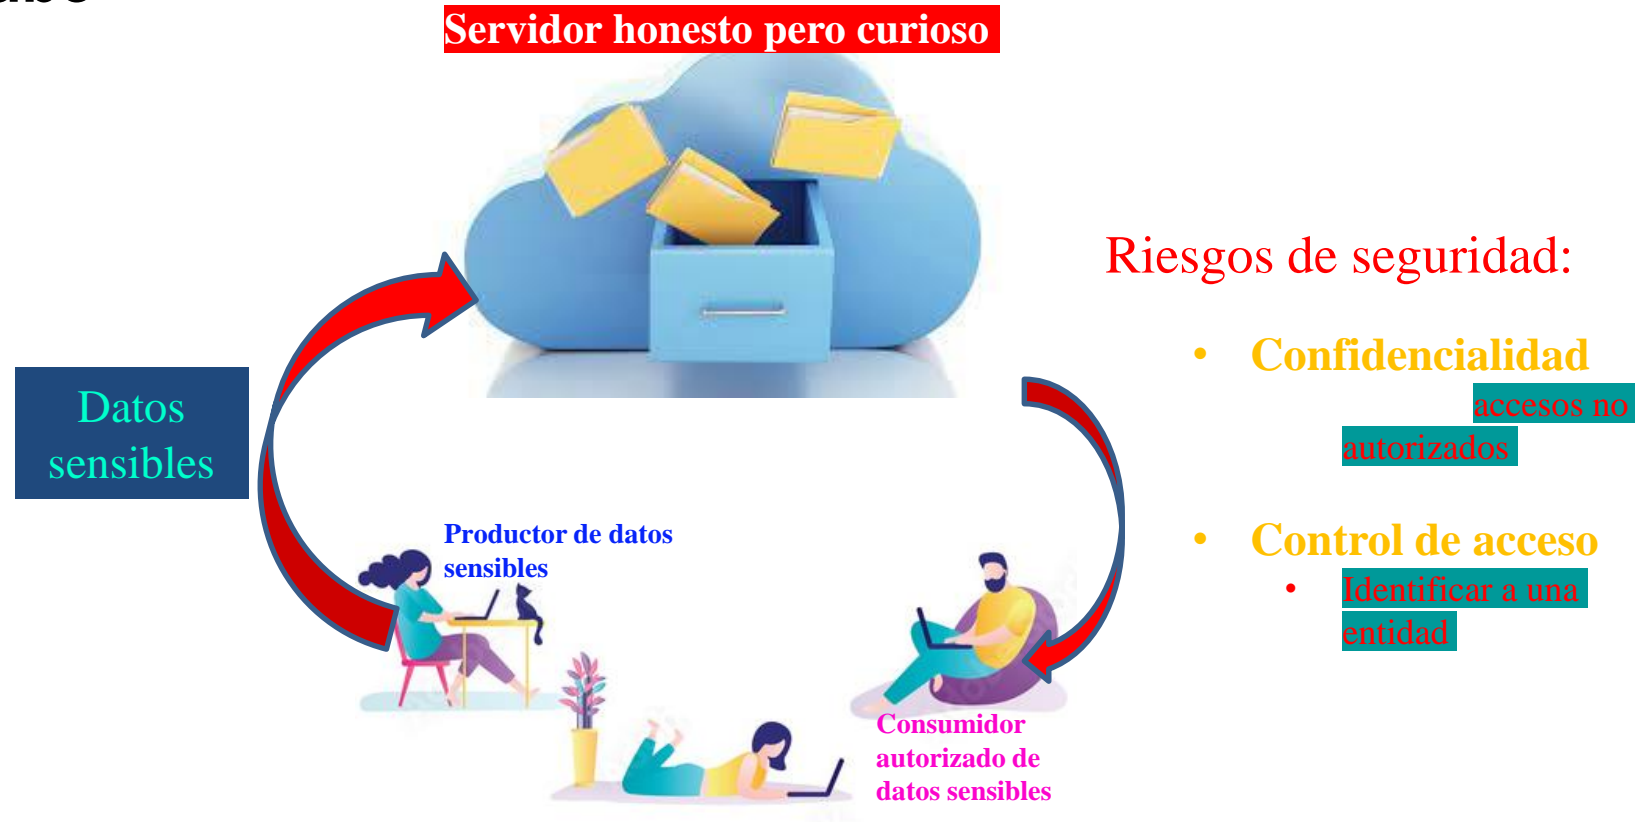 Servidor honesto pero curioso
Riesgos de seguridad:
• Confidencialidad
accesos no
autorizados
• Control de acceso
• Identificar a una
entidad
Datos
sensibles
Productor de datos
sensibles
Consumidor
autorizado de
datos sensibles